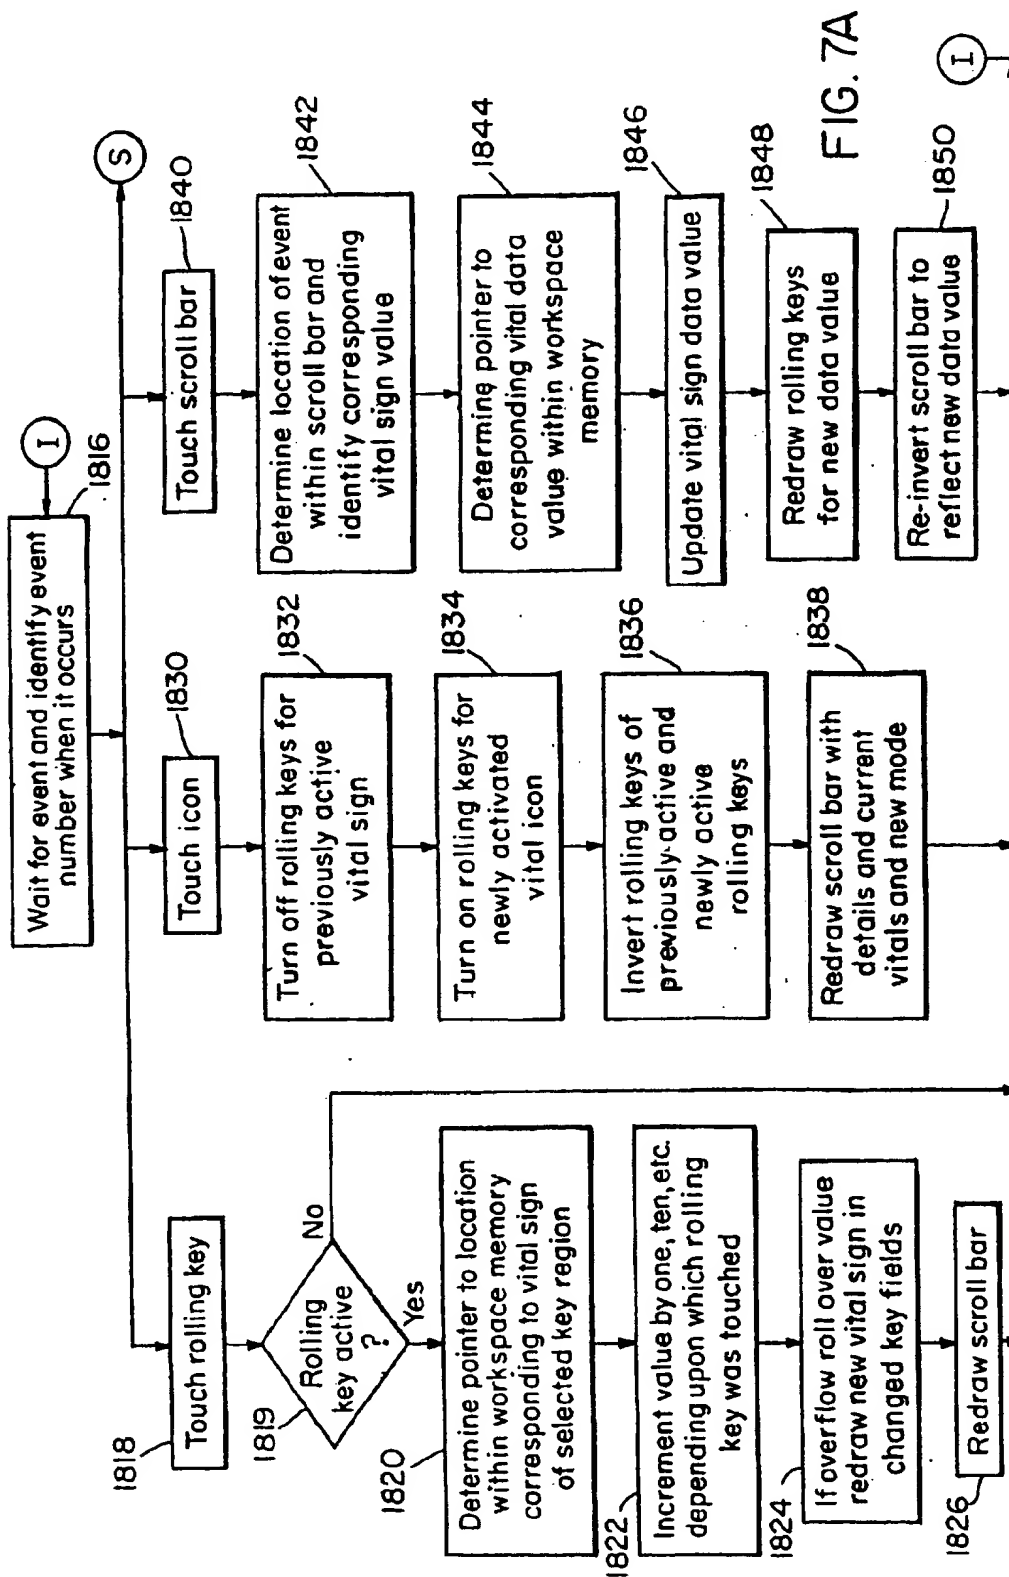 I
1816
Wait for event and identify event
number when it occurs
S
1818
Touch rolling key
1819
Rolling
key active
?
No
Yes
1820
Determine pointer to location
within workspace memory
corresponding to vital sign
of selected key region
1822
Increment value by one, ten, etc.
depending upon which rolling
key was touched
1824
If overflow roll over value
redraw new vital sign in
changed key fields
1826
Redraw scroll bar
1830
Touch icon
1832
Turn off rolling keys for
previously active
vital sign
1834
Turn on rolling keys for
newly activated
vital icon
1836
Invert rolling keys of
previously active and
newly active
rolling keys
1838
Redraw scroll bar with
details and current
vitals and new mode
1840
Touch scroll bar
1842
Determine location of event
within scroll bar and
identify corresponding
vital sign value
1844
Determine pointer to
corresponding vital data
value within workspace
memory
1846
Update vital sign data value
1848
Redraw rolling keys
for new data value
1850
Re-invert scroll bar to
reflect new data value
I
FIG. 7A